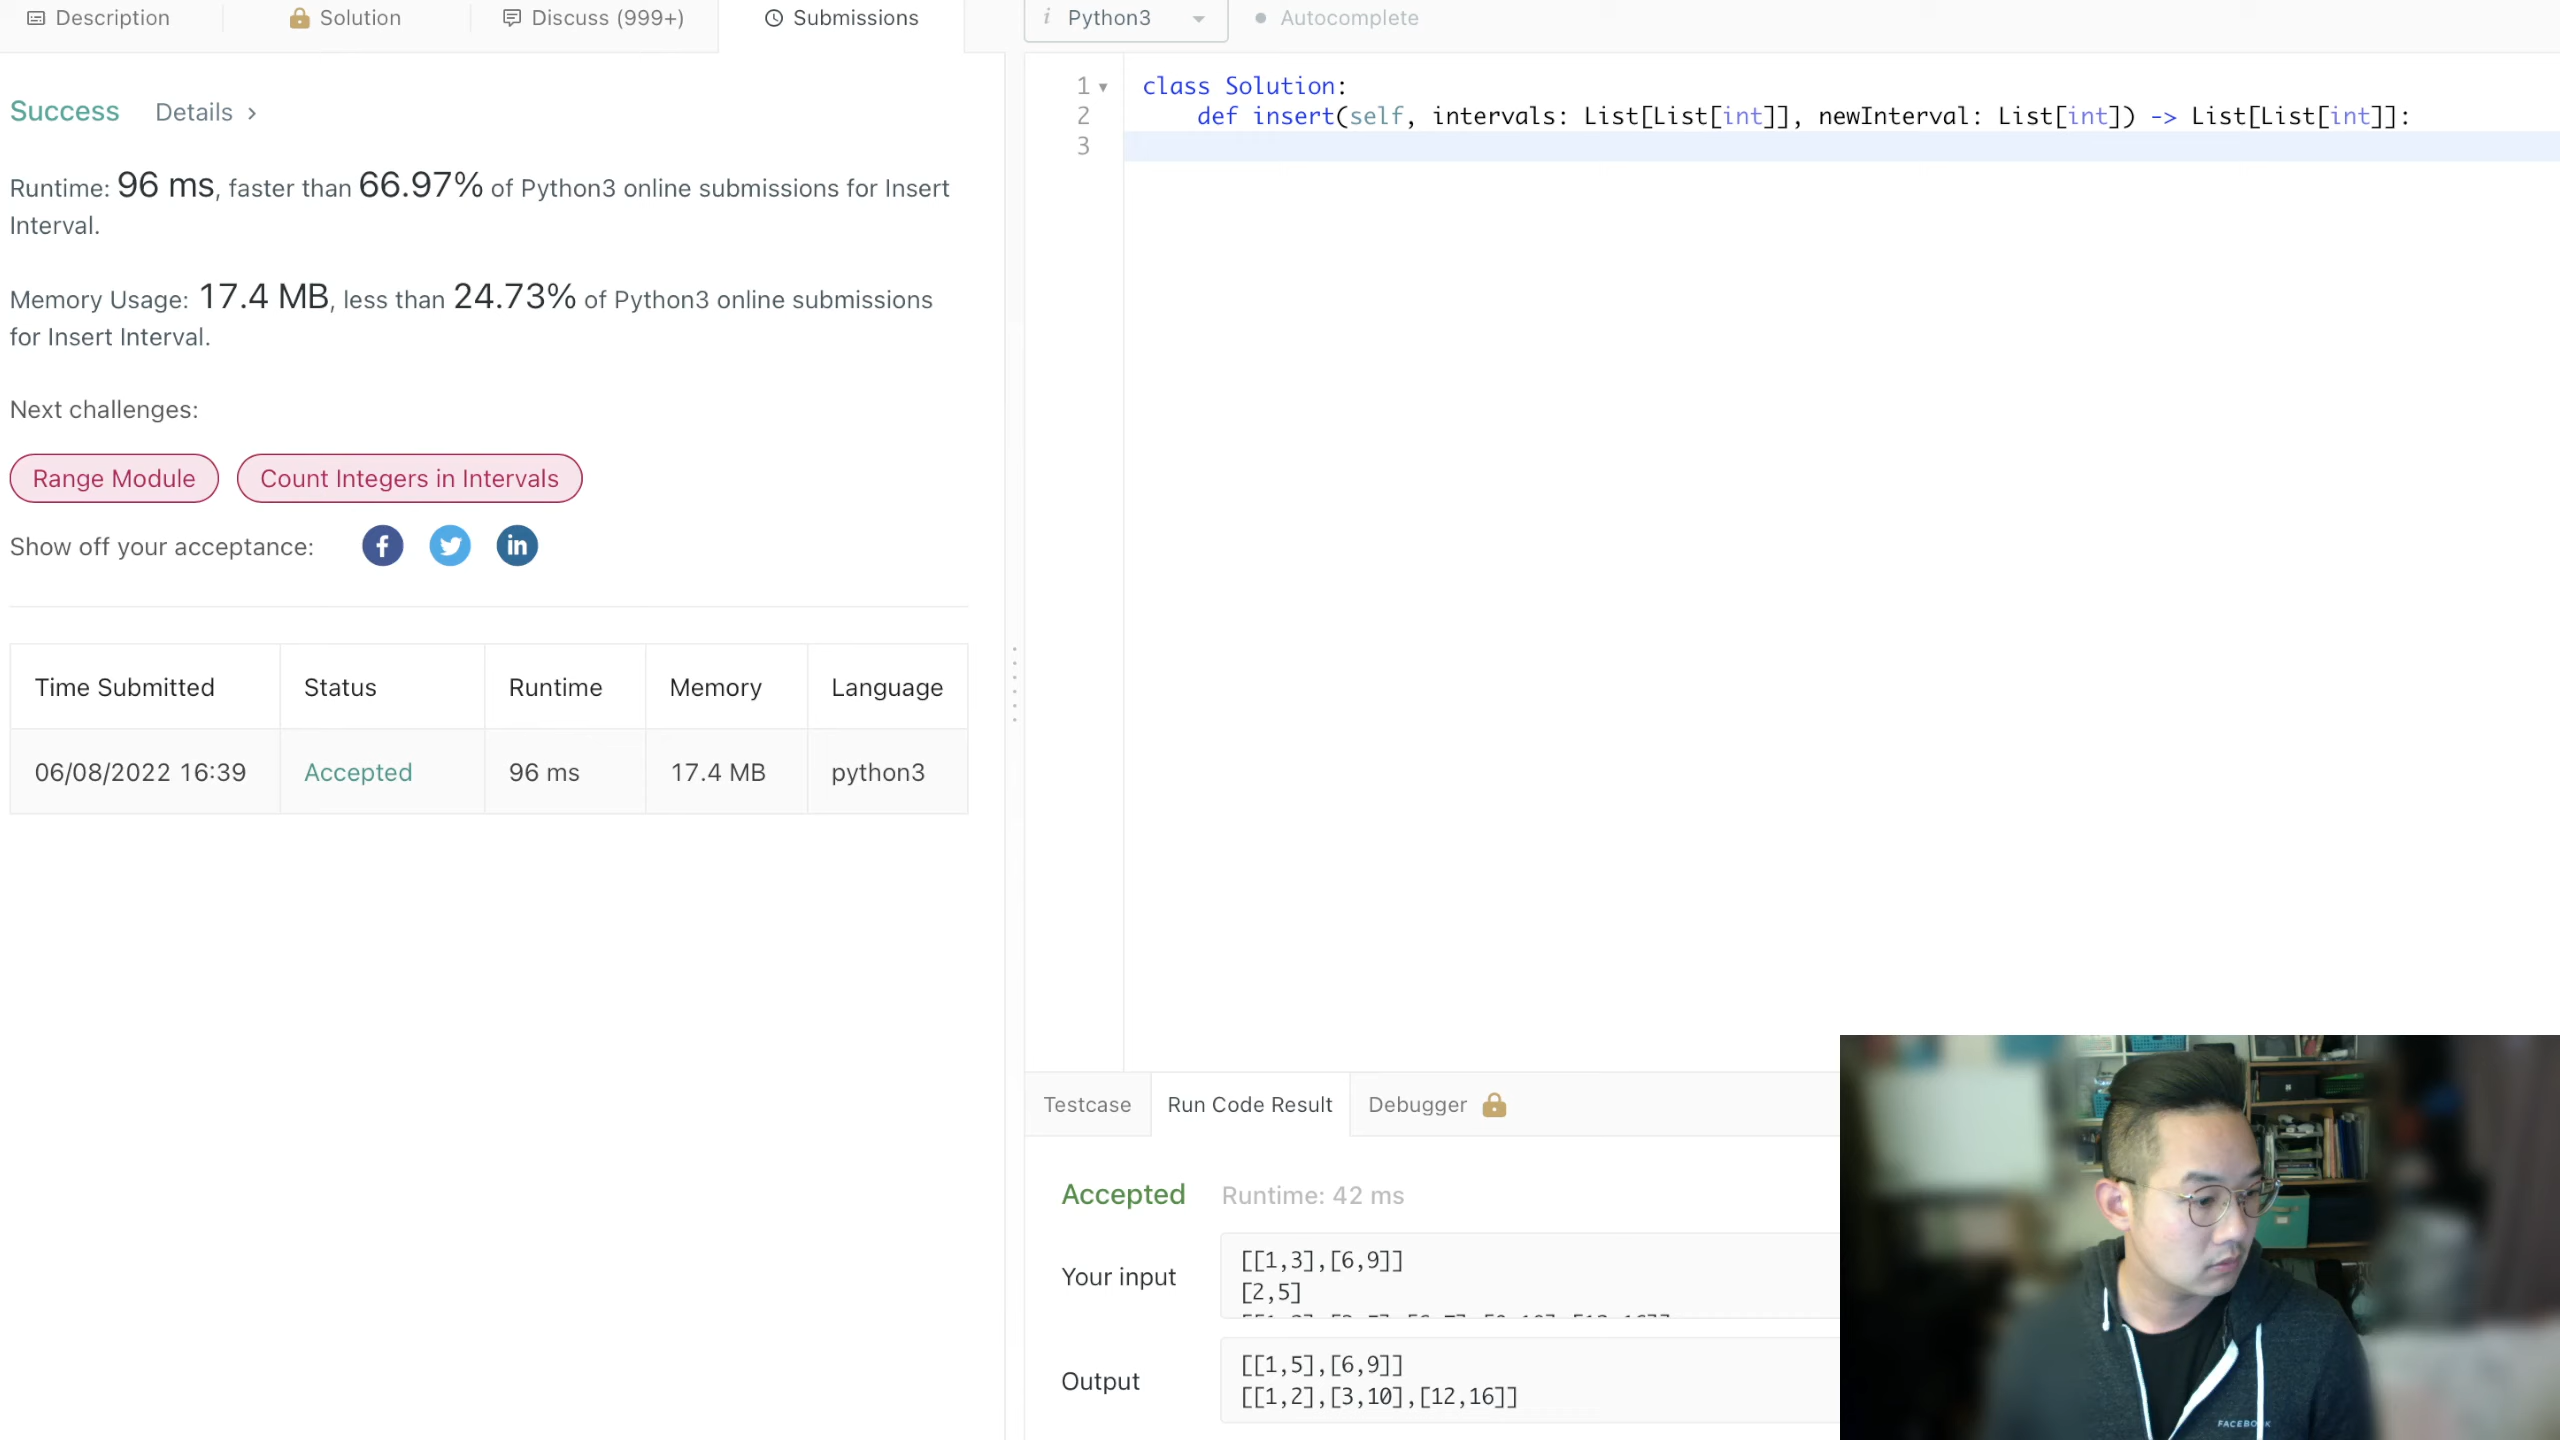 Description
Solution
Discuss (999+)
Submissions
i Python3
Autocomplete
Success Details
Runtime: 96 ms, faster than 66.97% of Python3 online submissions for Insert
Interval.
Memory Usage: 17.4 MB, less than 24.73% of Python3 online submissions
for Insert Interval.
Next challenges:
Range Module
Count Integers in Intervals
Show off your acceptance:
Time Submitted Status Runtime Memory Language
06/08/2022 16:39 Accepted 96 ms 17.4 MB python3
1 class Solution:
2 def insert(self, intervals: List[List[int]], newInterval: List[int]) -> List[List[int]]:
3
Testcase
Run Code Result
Debugger
Accepted Runtime: 42 ms
Your input
[[1,3],[6,9]]
[2,5]
Output
[[1,5],[6,9]]
[[1,2],[3,10],[12,16]]